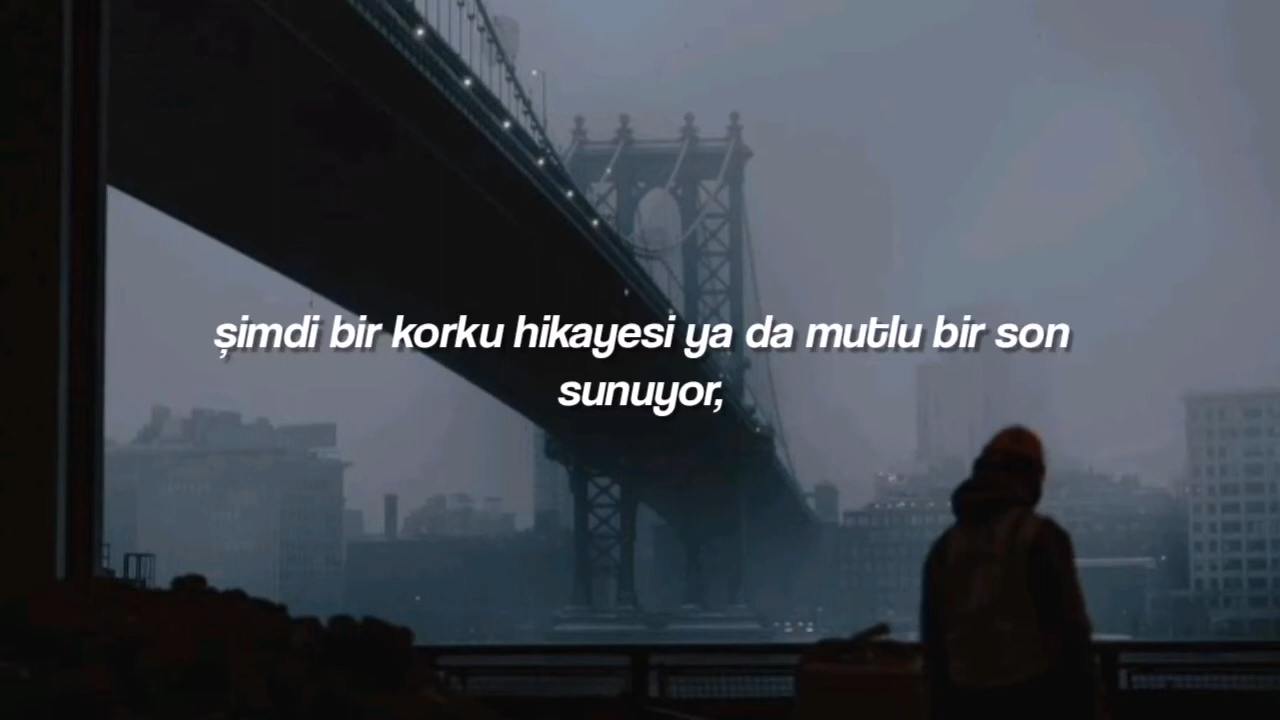 şimdi bir korku hikayesi ya da mutlu bir son
sunuyor,